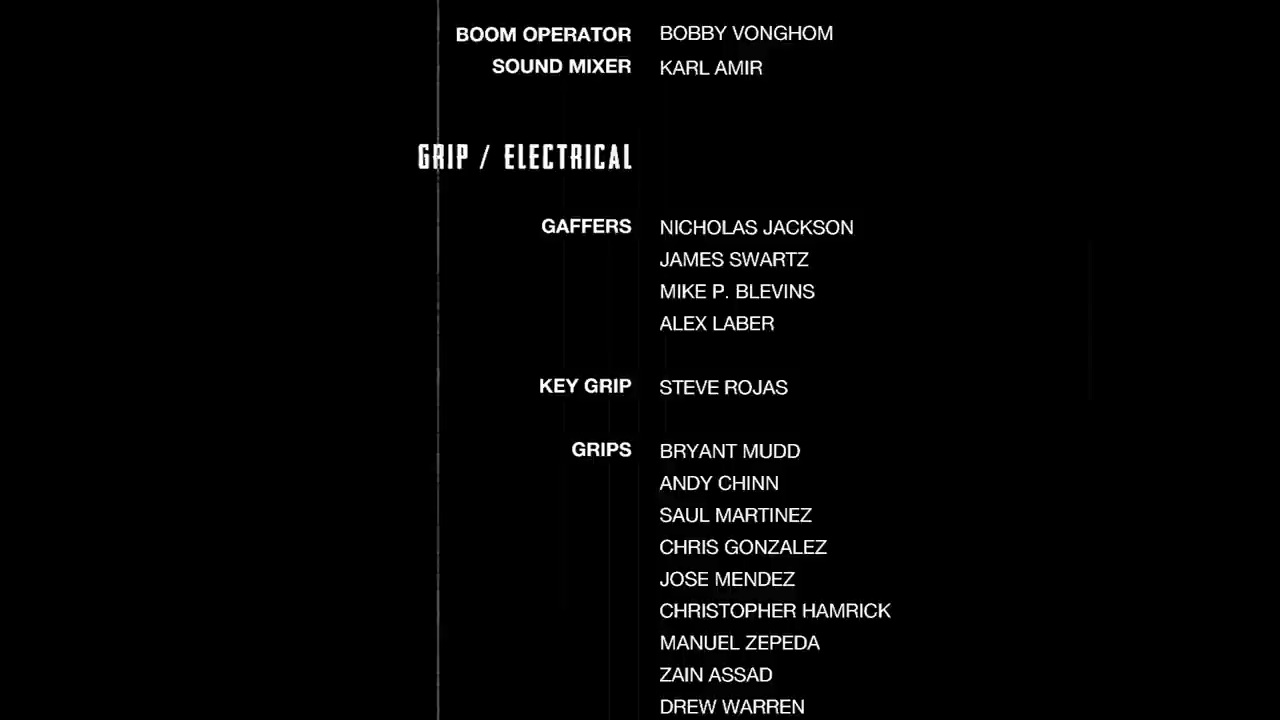 BOOM OPERATOR BOBBY VONGHOM
SOUND MIXER KARL AMIR
GRIP / ELECTRICAL
GAFFERS NICHOLAS JACKSON
JAMES SWARTZ
MIKE P. BLEVINS
ALEX LABER
KEY GRIP STEVE ROJAS
GRIPS BRYANT MUDD
ANDY CHINN
SAUL MARTINEZ
CHRIS GONZALEZ
JOSE MENDEZ
CHRISTOPHER HAMRICK
MANUEL ZEPEDA
ZAIN ASSAD
DREW WARREN